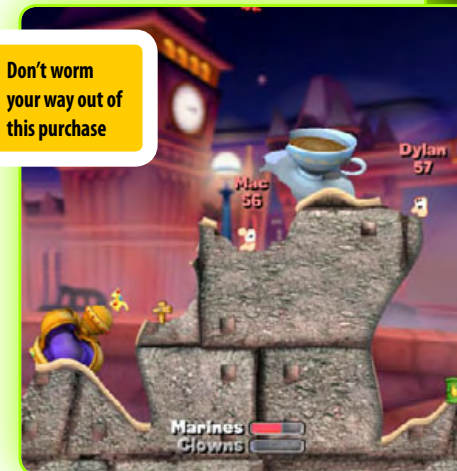 Don't worm
your way out of
this purchase
Dylan
57
Mac
56
Marines
Clowns